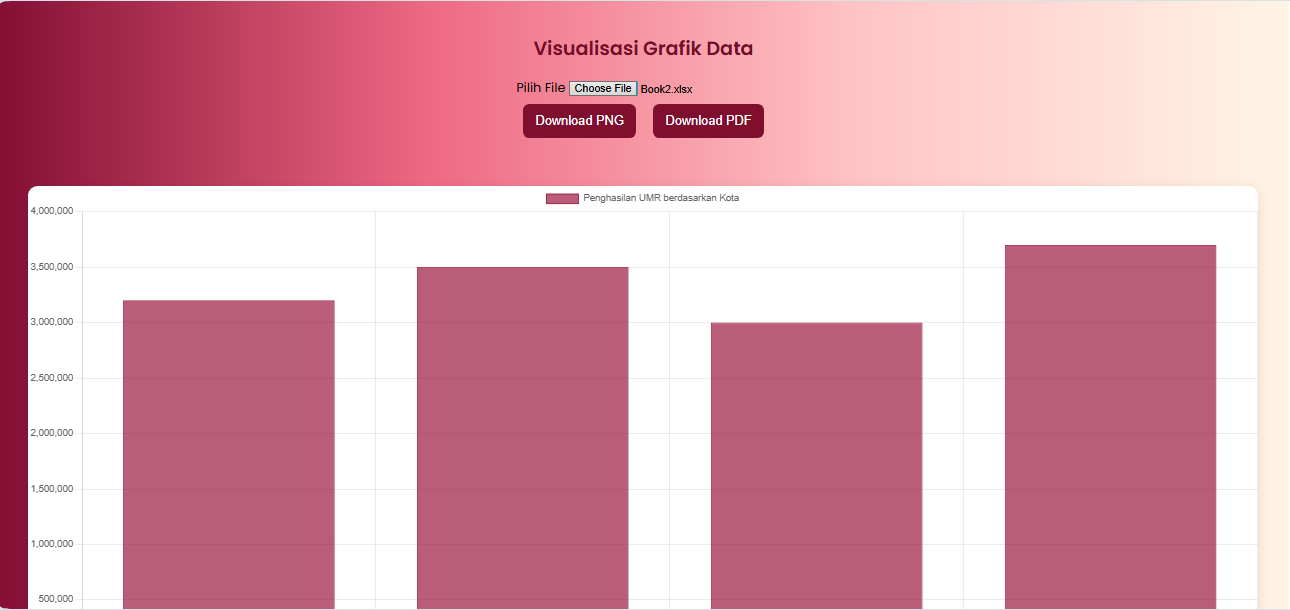 Visualisasi Grafik Data
Pilih File Choose File Book2.xlsx
Download PNG Download PDF
Penghasilan UMR berdasarkan Kota
4,000,000
3,500,000
3,000,000
2,500,000
2,000,000
1,500,000
1,000,000
500,000